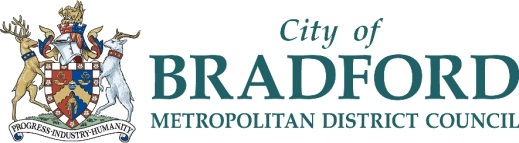 City of
BRADFORD
METROPOLITAN DISTRICT COUNCIL
PROGRESS·INDUSTRY·HUMANITY